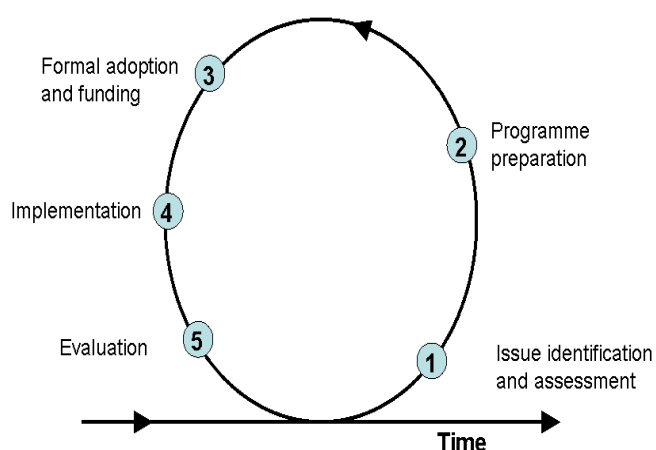 Formal adoption
and funding
3
2
Programme
preparation
Implementation
4
Evaluation
5
1
Issue identification
and assessment
Time